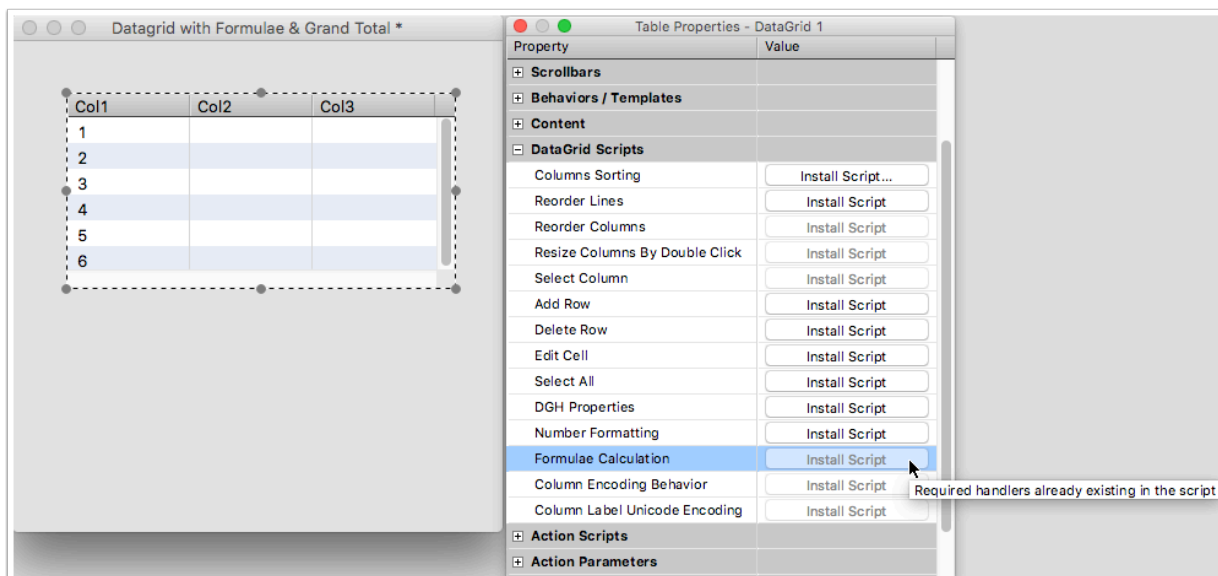 Datagrid with Formulae & Grand Total *
Col1 Col2 Col3
1
2
3
4
5
6
Table Properties - DataGrid 1
Property Value
Scrollbars
Behaviors / Templates
Content
DataGrid Scripts
Columns Sorting Install Script...
Reorder Lines Install Script
Reorder Columns Install Script
Resize Columns By Double Click Install Script
Select Column Install Script
Add Row Install Script
Delete Row Install Script
Edit Cell Install Script
Select All Install Script
DGH Properties Install Script
Number Formatting Install Script
Formulae Calculation Install Script
Column Encoding Behavior Install Script
Required handlers already existing in the script
Column Label Unicode Encoding Install Script
Action Scripts
Action Parameters